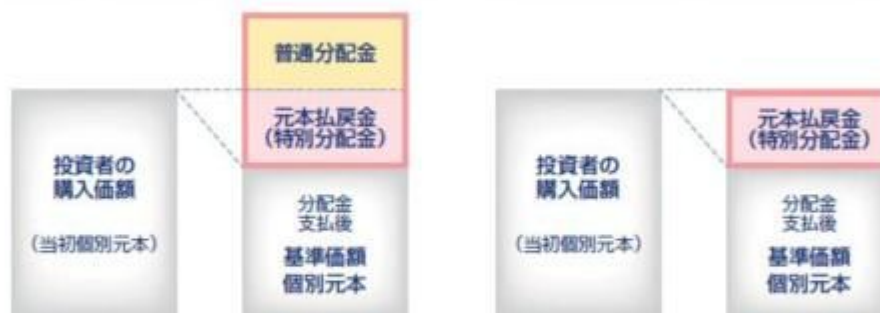 普通分配金
元本払戻金
（特別分配金）
投資者の
購入価額
（当初個別元本）
分配金
支払後
基準価額
個別元本
元本払戻金
（特別分配金）
投資者の
購入価額
（当初個別元本）
分配金
支払後
基準価額
個別元本